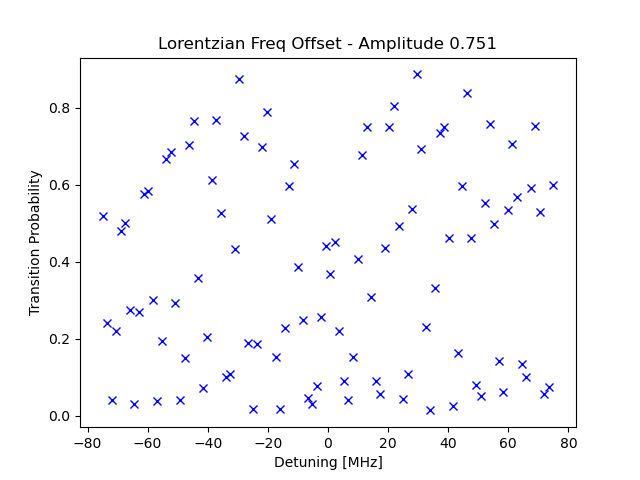 Lorentzian Freq Offset - Amplitude 0.751
Transition Probability
0.8
0.6
0.4
0.2
0.0
−80 −60 −40 −20 0 20 40 60 80
Detuning [MHz]